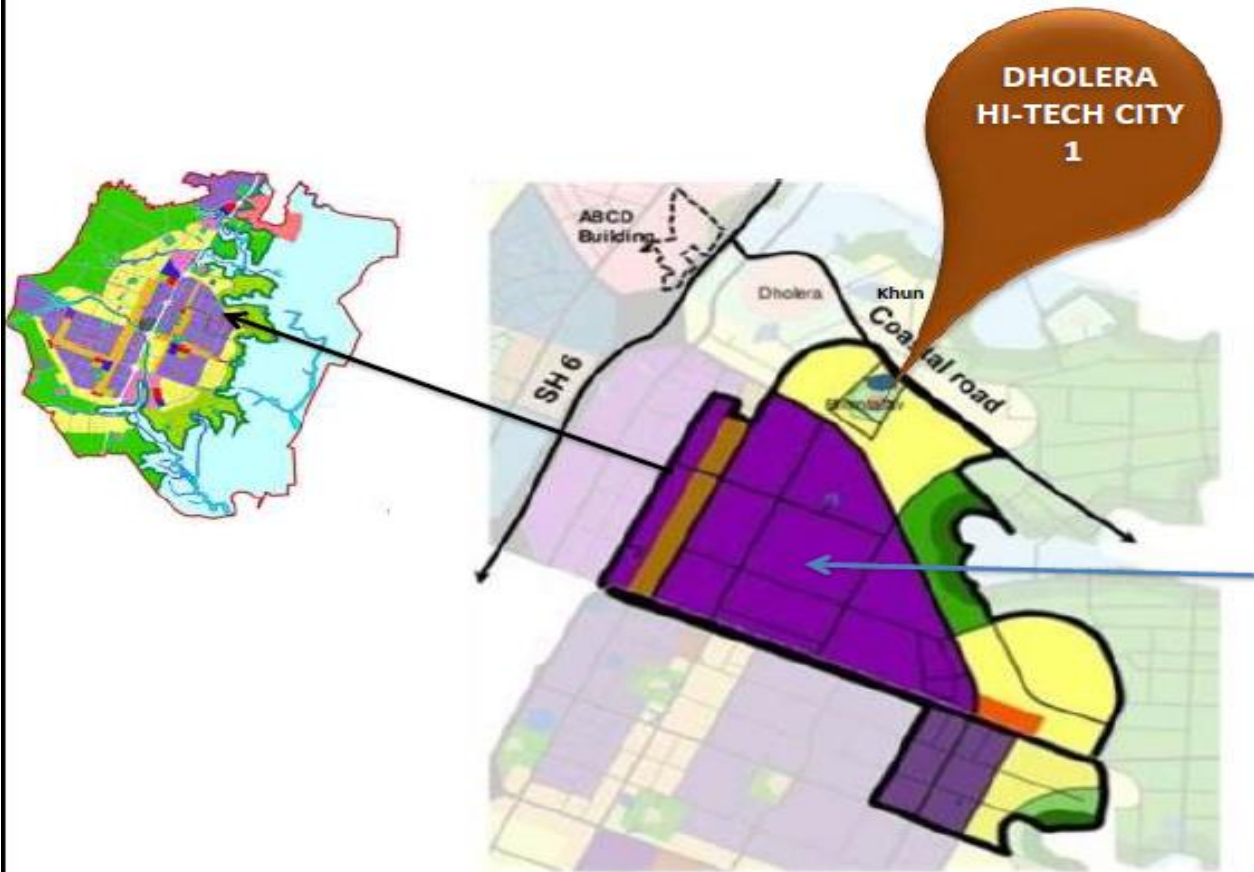 DHOLERA
HI-TECH CITY
1
ABCD
Building
Dholera
Khun
Coastal road
SH 6